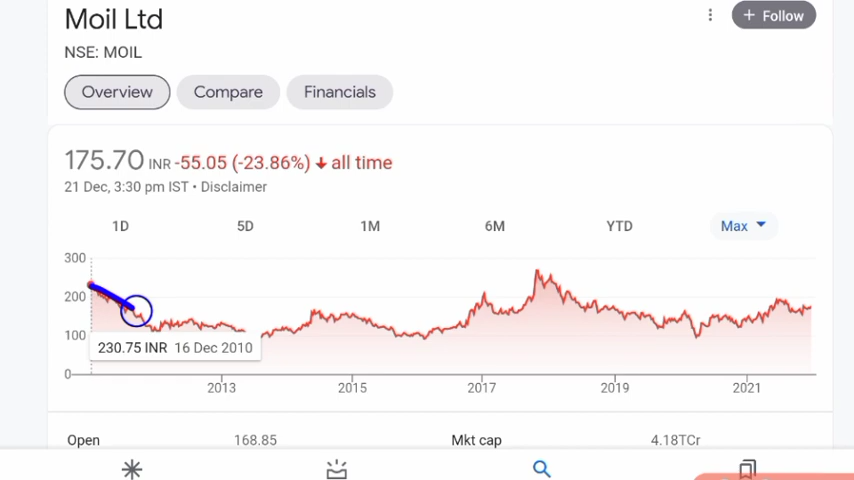 Moil Ltd
+ Follow
NSE: MOIL
Overview Compare Financials
175.70 INR -55.05 (-23.86%) ↓ all time
21 Dec, 3:30 pm IST • Disclaimer
1D 5D 1M 6M YTD Max
300
200
100
0
230.75 INR 16 Dec 2010
2013 2015 2017 2019 2021
Open 168.85 Mkt cap 4.18TCr